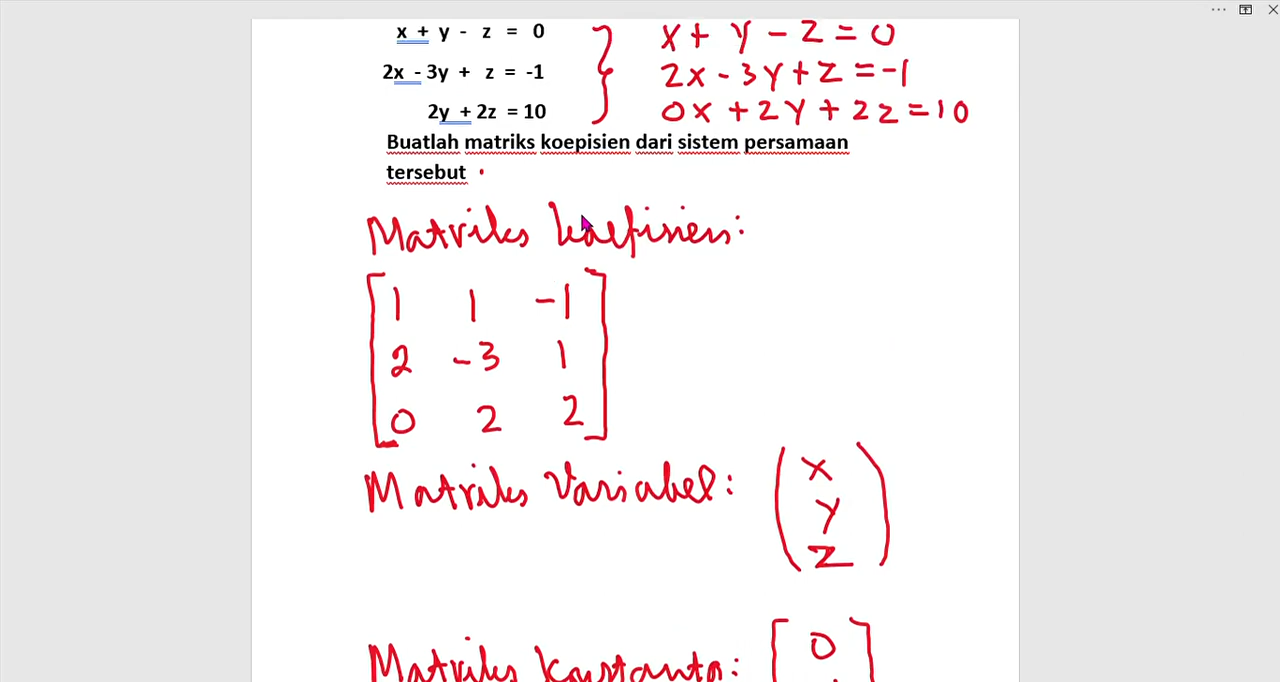 x + y - z = 0
2x - 3y + z = -1
2y + 2z = 10
x + y - z = 0
2x - 3y + z = -1
0x + 2y + 2z = 10
Buatlah matriks koepisien dari sistem persamaan
tersebut
Matriks koefisien:
1 1 -1
2 -3 1
0 2 2
Matriks Variabel:
x
y
z
Matriks Konstanta:
0